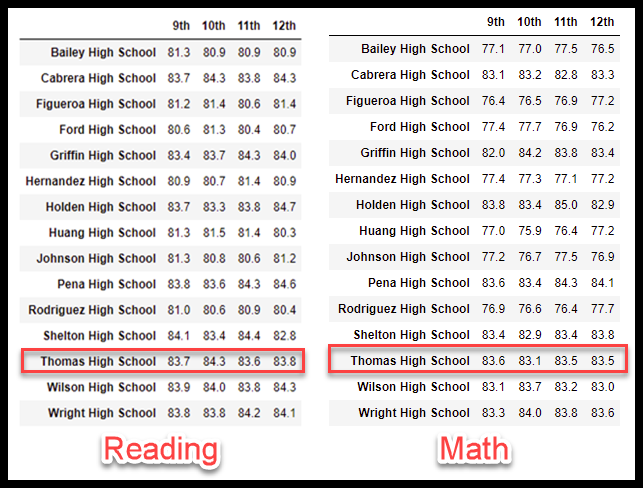 9th 10th 11th 12th
Bailey High School 81.3 80.9 80.9 80.9
Cabrera High School 83.7 84.3 83.8 84.3
Figueroa High School 81.2 81.4 80.6 81.4
Ford High School 80.6 81.3 80.4 80.7
Griffin High School 83.4 83.7 84.3 84.0
Hernandez High School 80.9 80.7 81.4 80.9
Holden High School 83.7 83.3 83.8 84.7
Huang High School 81.3 81.5 81.4 80.3
Johnson High School 81.3 80.8 80.6 81.2
Pena High School 83.8 83.6 84.3 84.6
Rodriguez High School 81.0 80.6 80.9 80.4
Shelton High School 84.1 83.4 84.4 82.8
Thomas High School 83.7 84.3 83.6 83.8
Wilson High School 83.9 84.0 83.8 84.3
Wright High School 83.8 83.8 84.2 84.1
Reading
9th 10th 11th 12th
Bailey High School 77.1 77.0 77.5 76.5
Cabrera High School 83.1 83.2 82.8 83.3
Figueroa High School 76.4 76.5 76.9 77.2
Ford High School 77.4 77.7 76.9 76.2
Griffin High School 82.0 84.2 83.8 83.4
Hernandez High School 77.4 77.3 77.1 77.2
Holden High School 83.8 83.4 85.0 82.9
Huang High School 77.0 75.9 76.4 77.2
Johnson High School 77.2 76.7 77.5 76.9
Pena High School 83.6 83.4 84.3 84.1
Rodriguez High School 76.9 76.6 76.4 77.7
Shelton High School 83.4 82.9 83.4 83.8
Thomas High School 83.6 83.1 83.5 83.5
Wilson High School 83.1 83.7 83.2 83.0
Wright High School 83.3 84.0 83.8 83.6
Math